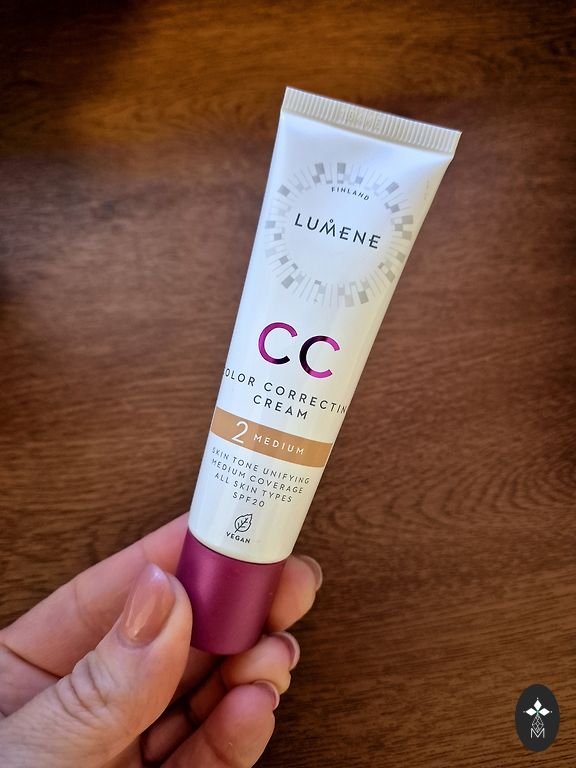 FINLAND
LUMENE
CC
OLOR CORRECTIN
CREAM
2 MEDIUM
SKIN TONE UNIFYING
MEDIUM COVERAGE
ALL SKIN TYPES
SPF20
VEGAN
M